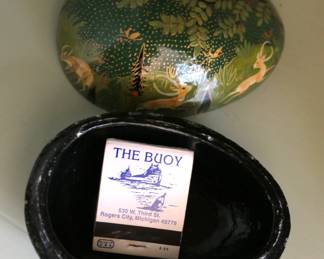 THE BUOY
530 W. Third St.
Rogers City, Michigan 49779